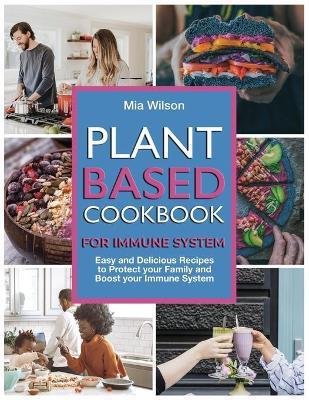 Mia Wilson
PLANT
BASED
COOKBOOK
FOR IMMUNE SYSTEM
Easy and Delicious Recipes
to Protect your Family and
Boost your Immune System